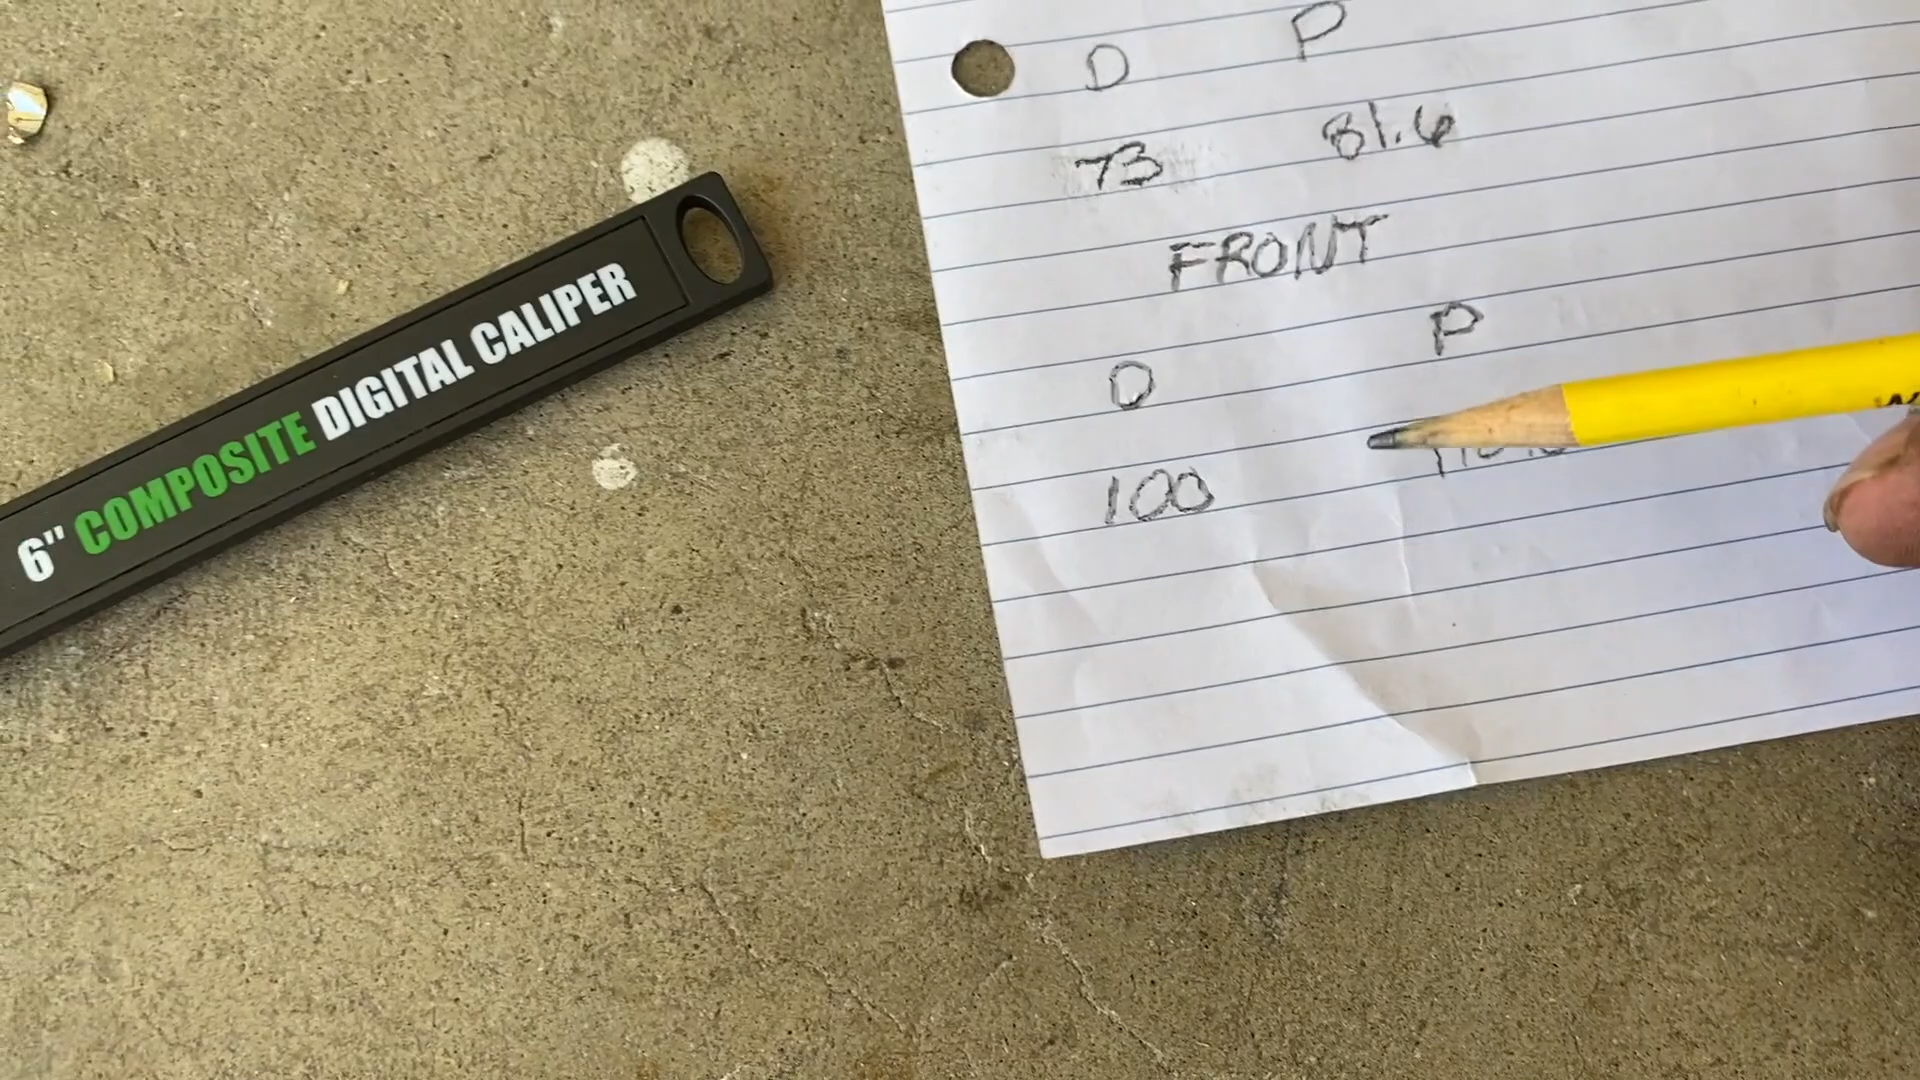 6" COMPOSITE DIGITAL CALIPER
D P
73 81.6
FRONT
D P
100